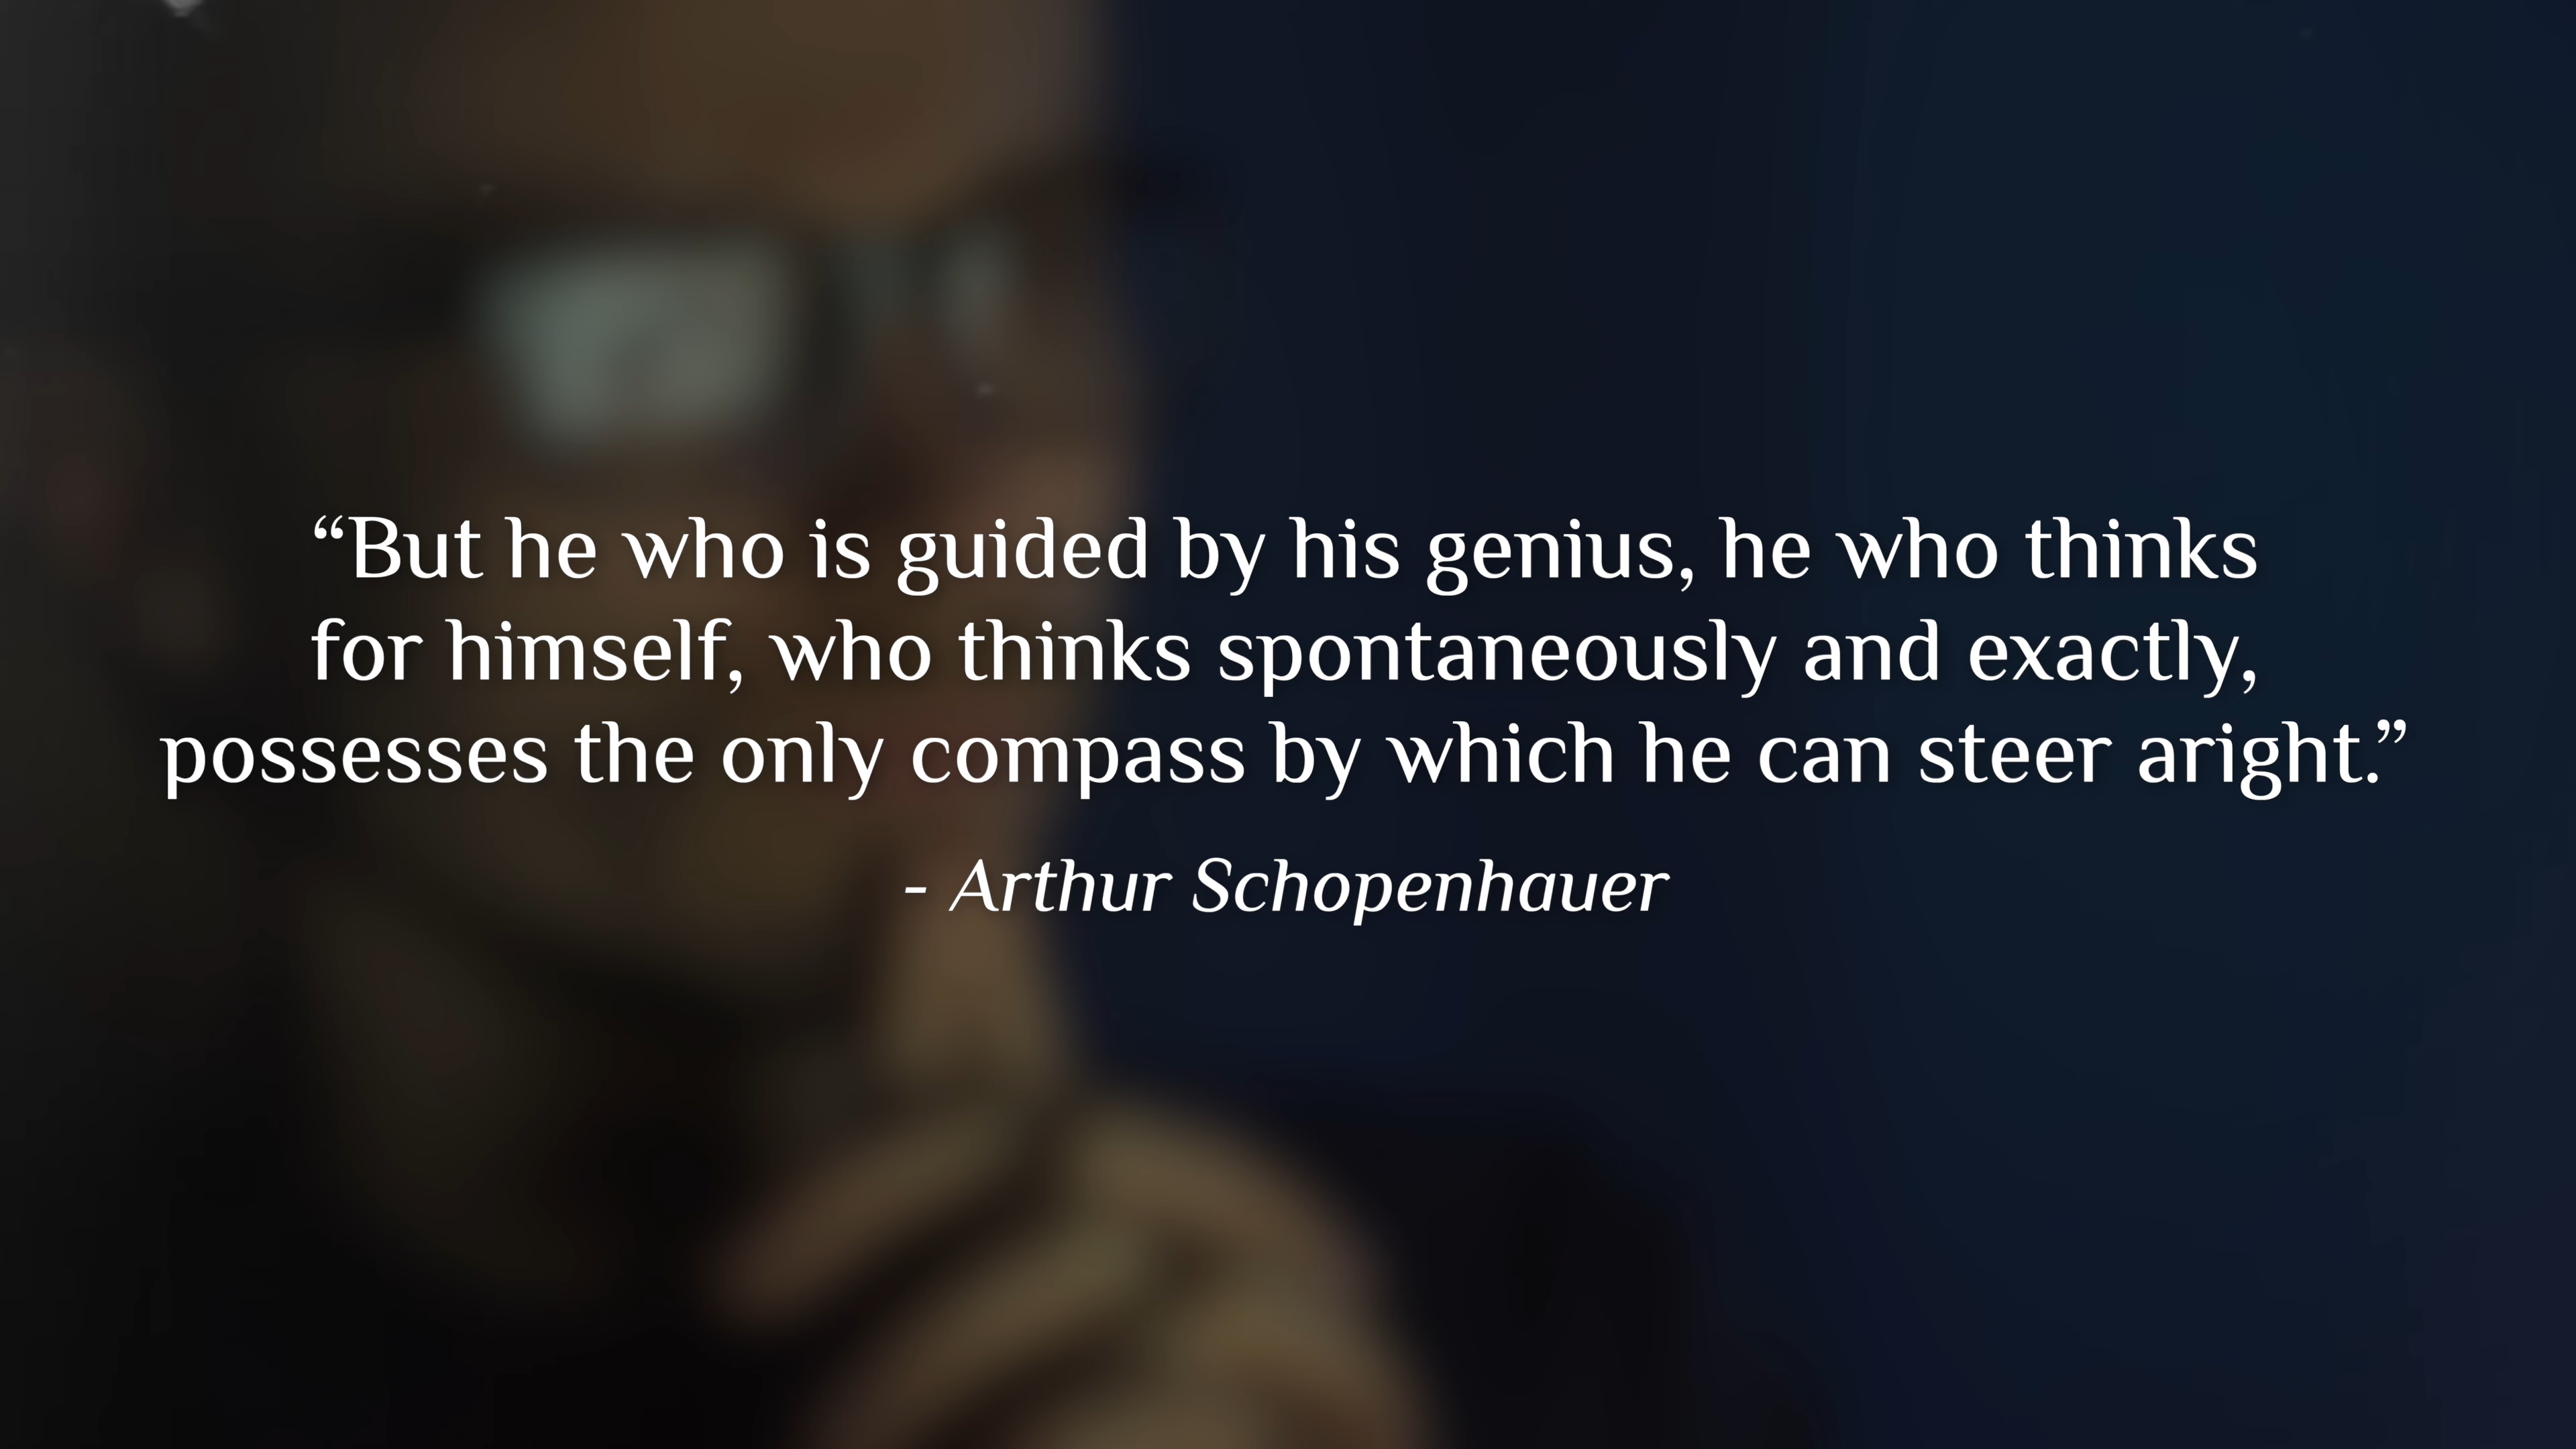 “But he who is guided by his genius, he who thinks
for himself, who thinks spontaneously and exactly,
possesses the only compass by which he can steer aright.”
- Arthur Schopenhauer